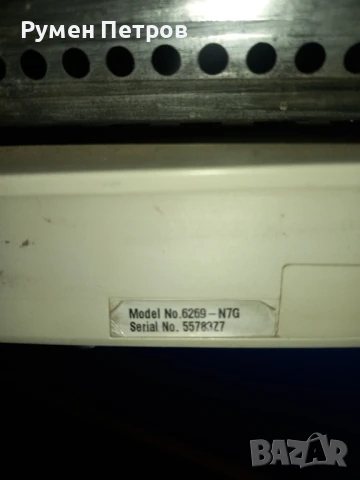 Румен Петров
Model No.6269-N7G
Serial No. 55783Z7
BAZAR